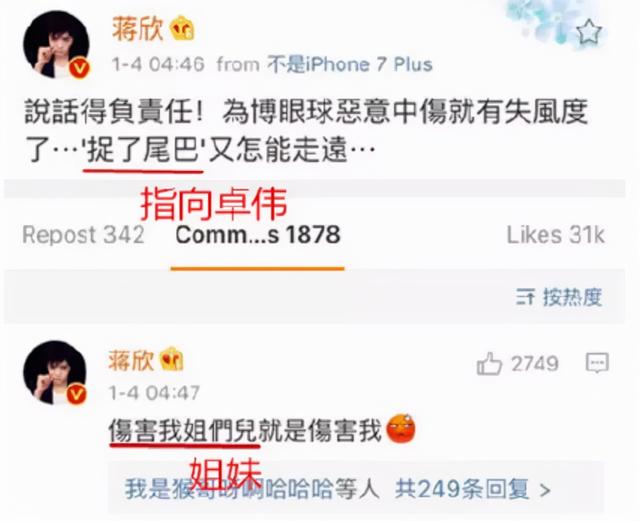 蒋欣
1-4 04:46 from 不是iPhone 7 Plus
說話得負責任！為博眼球惡意中傷就有失風度
了…'捉了尾巴'又怎能走遠…
指向卓伟
Repost 342 Comm...s 1878 Likes 31k
按热度
蒋欣
2749
1-4 04:47
傷害我姐們兒就是傷害我
姐妹
我是猴哥呀啊哈哈哈等人 共249条回复 >